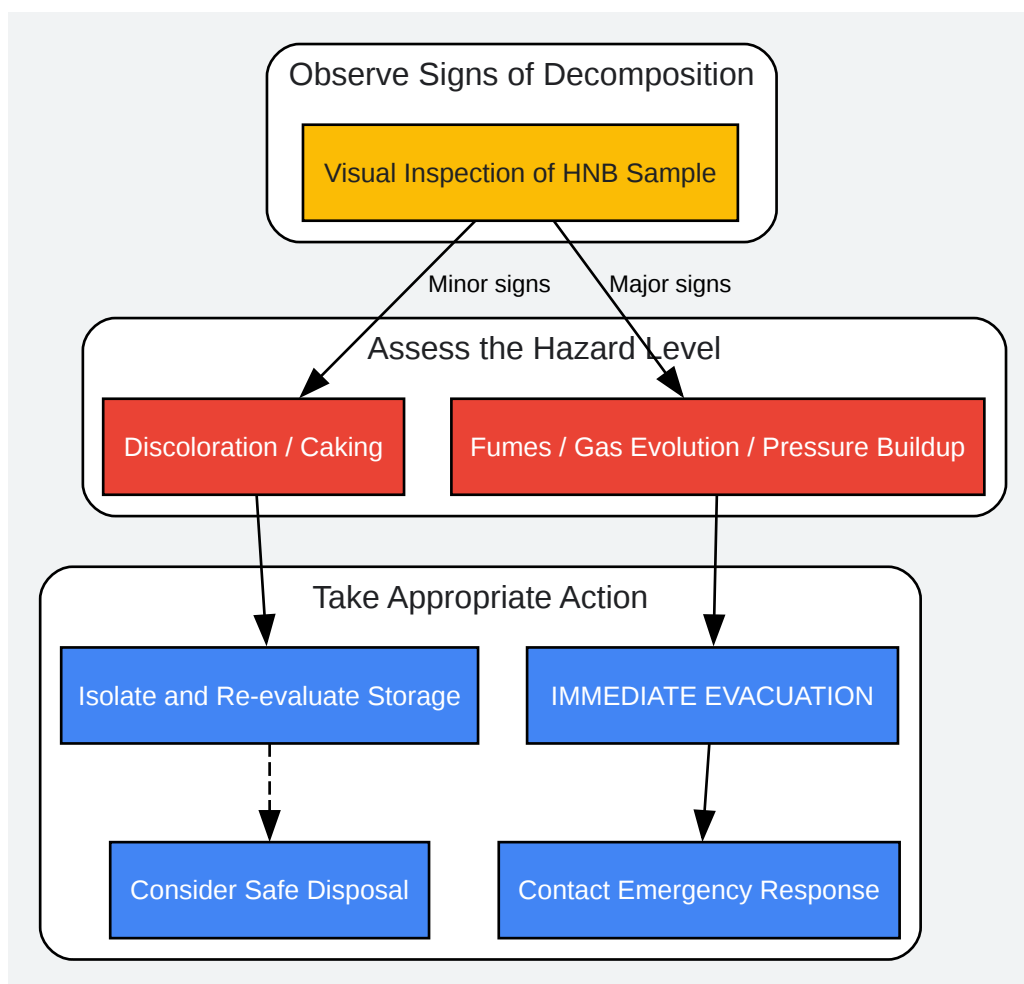 Observe Signs of Decomposition
Visual Inspection of HNB Sample
Minor signs
Major signs
Assess the Hazard Level
Discoloration / Caking
Fumes / Gas Evolution / Pressure Buildup
Take Appropriate Action
Isolate and Re-evaluate Storage
IMMEDIATE EVACUATION
Consider Safe Disposal
Contact Emergency Response